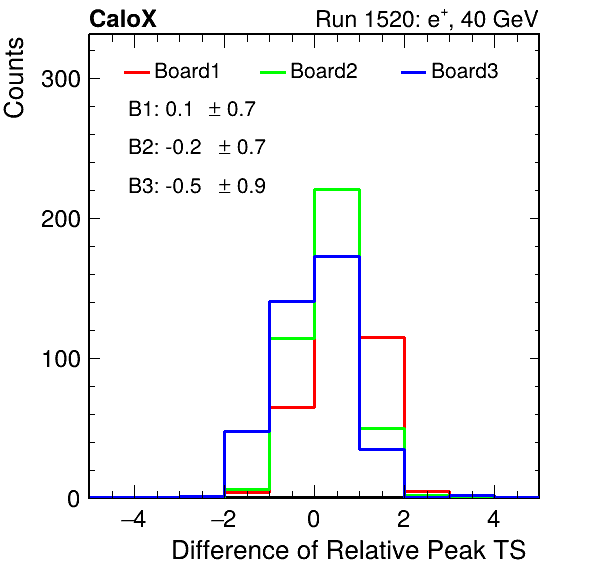 CaloX Run 1520: e⁺, 40 GeV
Counts
Board1 Board2 Board3
B1: 0.1 ± 0.7
B2: -0.2 ± 0.7
B3: -0.5 ± 0.9
300
200
100
0
−4 −2 0 2 4
Difference of Relative Peak TS